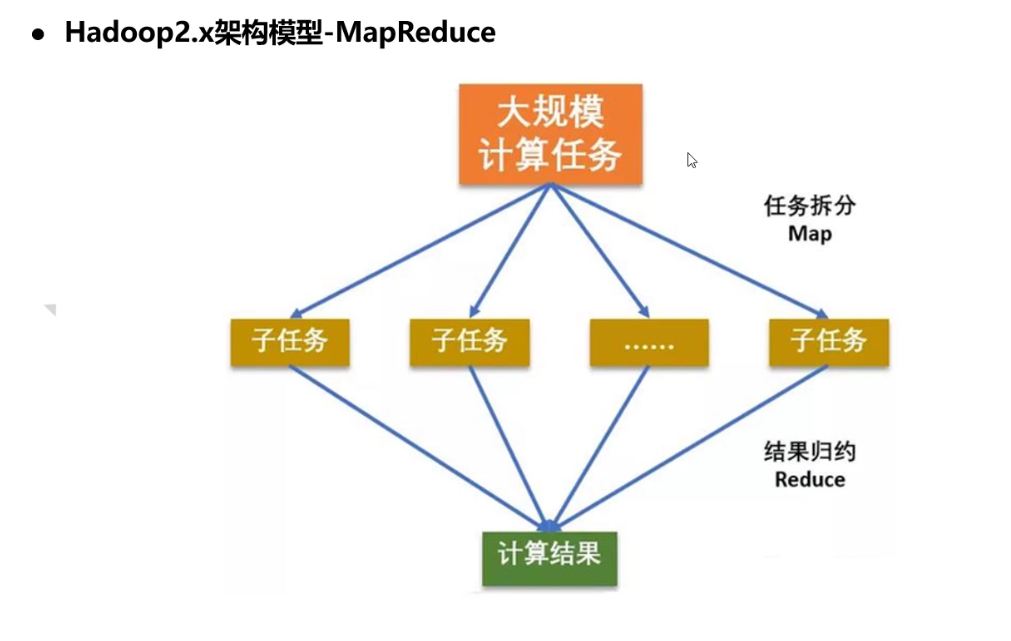 ● Hadoop2.x架构模型-MapReduce
大规模
计算任务
任务拆分
Map
子任务
子任务
……
子任务
结果归约
Reduce
计算结果